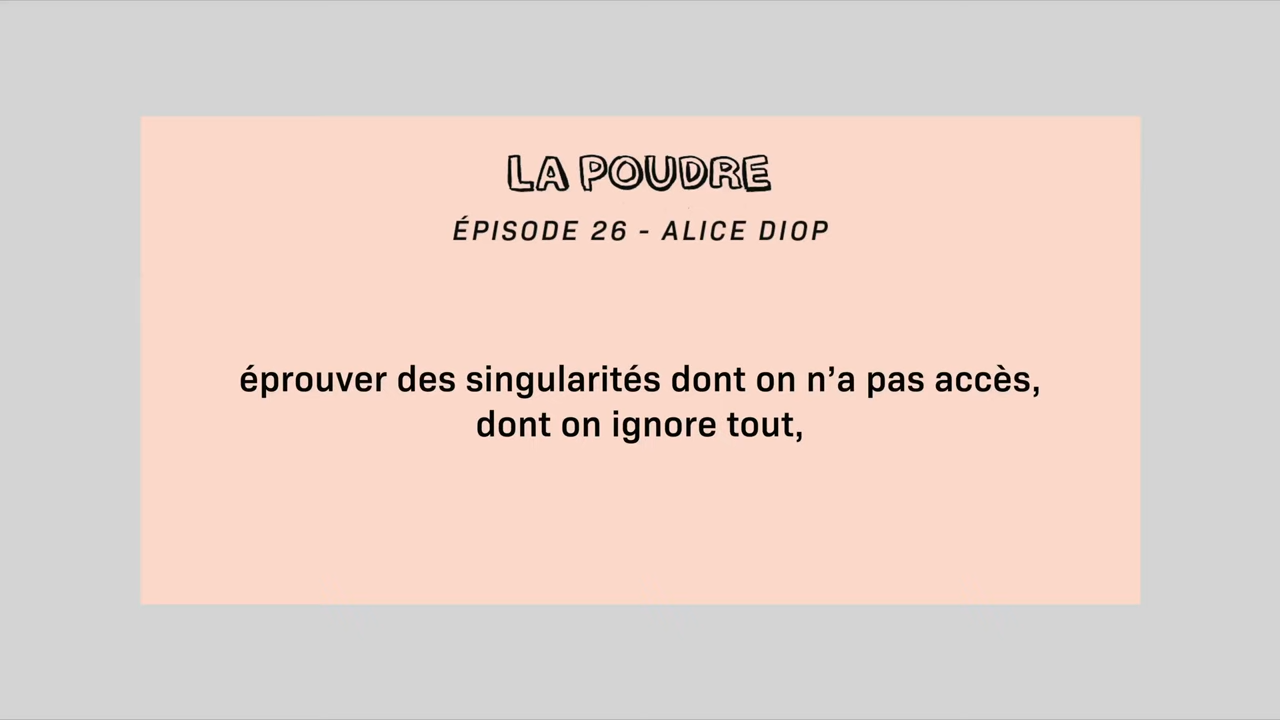 LA POUDRE
ÉPISODE 26 - ALICE DIOP
éprouver des singularités dont on n’a pas accès,
dont on ignore tout,